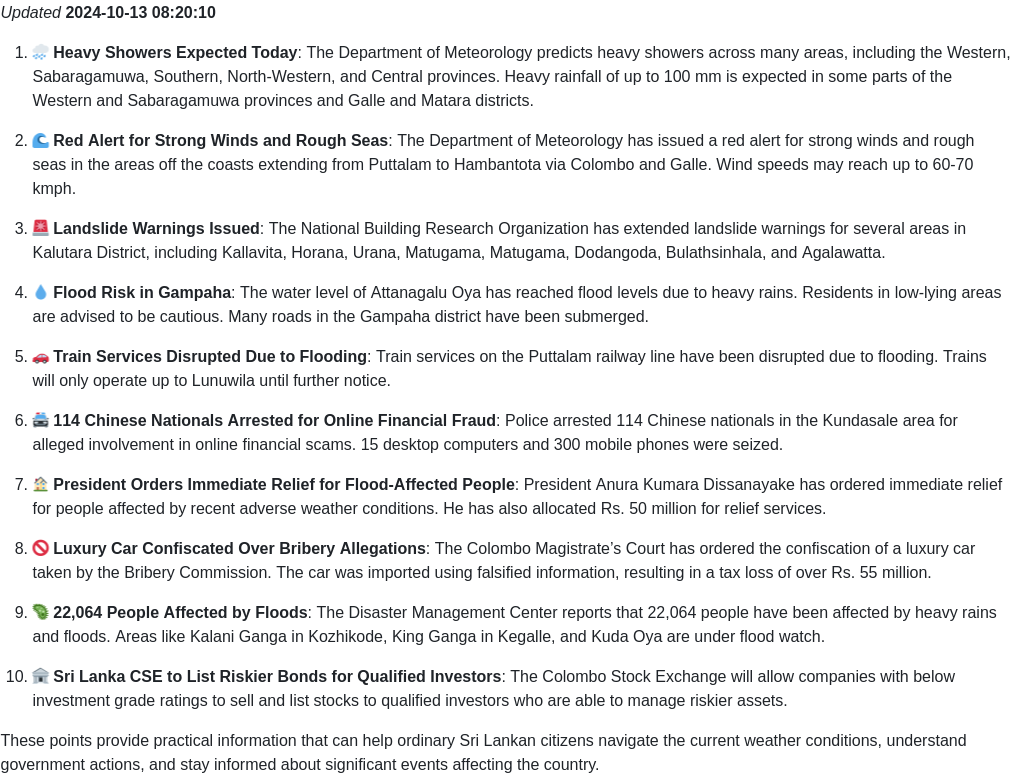 Updated 2024-10-13 08:20:10
1. 🌧️ Heavy Showers Expected Today: The Department of Meteorology predicts heavy showers across many areas, including the Western,
Sabaragamuwa, Southern, North-Western, and Central provinces. Heavy rainfall of up to 100 mm is expected in some parts of the
Western and Sabaragamuwa provinces and Galle and Matara districts.
2. 🌊 Red Alert for Strong Winds and Rough Seas: The Department of Meteorology has issued a red alert for strong winds and rough
seas in the areas off the coasts extending from Puttalam to Hambantota via Colombo and Galle. Wind speeds may reach up to 60-70
kmph.
3. 🚨 Landslide Warnings Issued: The National Building Research Organization has extended landslide warnings for several areas in
Kalutara District, including Kallavita, Horana, Urana, Matugama, Matugama, Dodangoda, Bulathsinhala, and Agalawatta.
4. 💧 Flood Risk in Gampaha: The water level of Attanagalu Oya has reached flood levels due to heavy rains. Residents in low-lying areas
are advised to be cautious. Many roads in the Gampaha district have been submerged.
5. 🚗 Train Services Disrupted Due to Flooding: Train services on the Puttalam railway line have been disrupted due to flooding. Trains
will only operate up to Lunuwila until further notice.
6. 🚔 114 Chinese Nationals Arrested for Online Financial Fraud: Police arrested 114 Chinese nationals in the Kundasale area for
alleged involvement in online financial scams. 15 desktop computers and 300 mobile phones were seized.
7. 🏠 President Orders Immediate Relief for Flood-Affected People: President Anura Kumara Dissanayake has ordered immediate relief
for people affected by recent adverse weather conditions. He has also allocated Rs. 50 million for relief services.
8. 🚫 Luxury Car Confiscated Over Bribery Allegations: The Colombo Magistrate’s Court has ordered the confiscation of a luxury car
taken by the Bribery Commission. The car was imported using falsified information, resulting in a tax loss of over Rs. 55 million.
9. 🦠 22,064 People Affected by Floods: The Disaster Management Center reports that 22,064 people have been affected by heavy rains
and floods. Areas like Kalani Ganga in Kozhikode, King Ganga in Kegalle, and Kuda Oya are under flood watch.
10. 🏦 Sri Lanka CSE to List Riskier Bonds for Qualified Investors: The Colombo Stock Exchange will allow companies with below
investment grade ratings to sell and list stocks to qualified investors who are able to manage riskier assets.
These points provide practical information that can help ordinary Sri Lankan citizens navigate the current weather conditions, understand
government actions, and stay informed about significant events affecting the country.